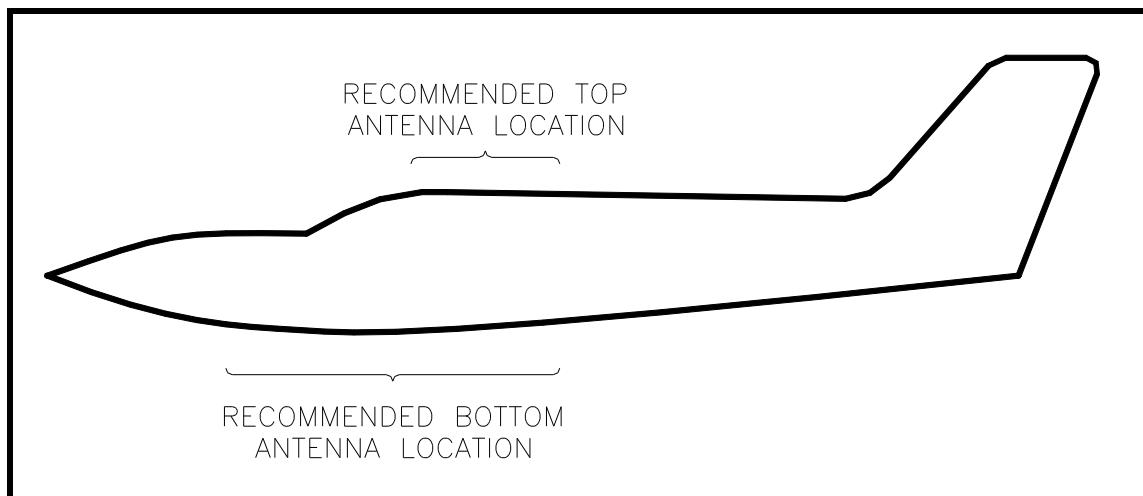 RECOMMENDED TOP
ANTENNA LOCATION
RECOMMENDED BOTTOM
ANTENNA LOCATION